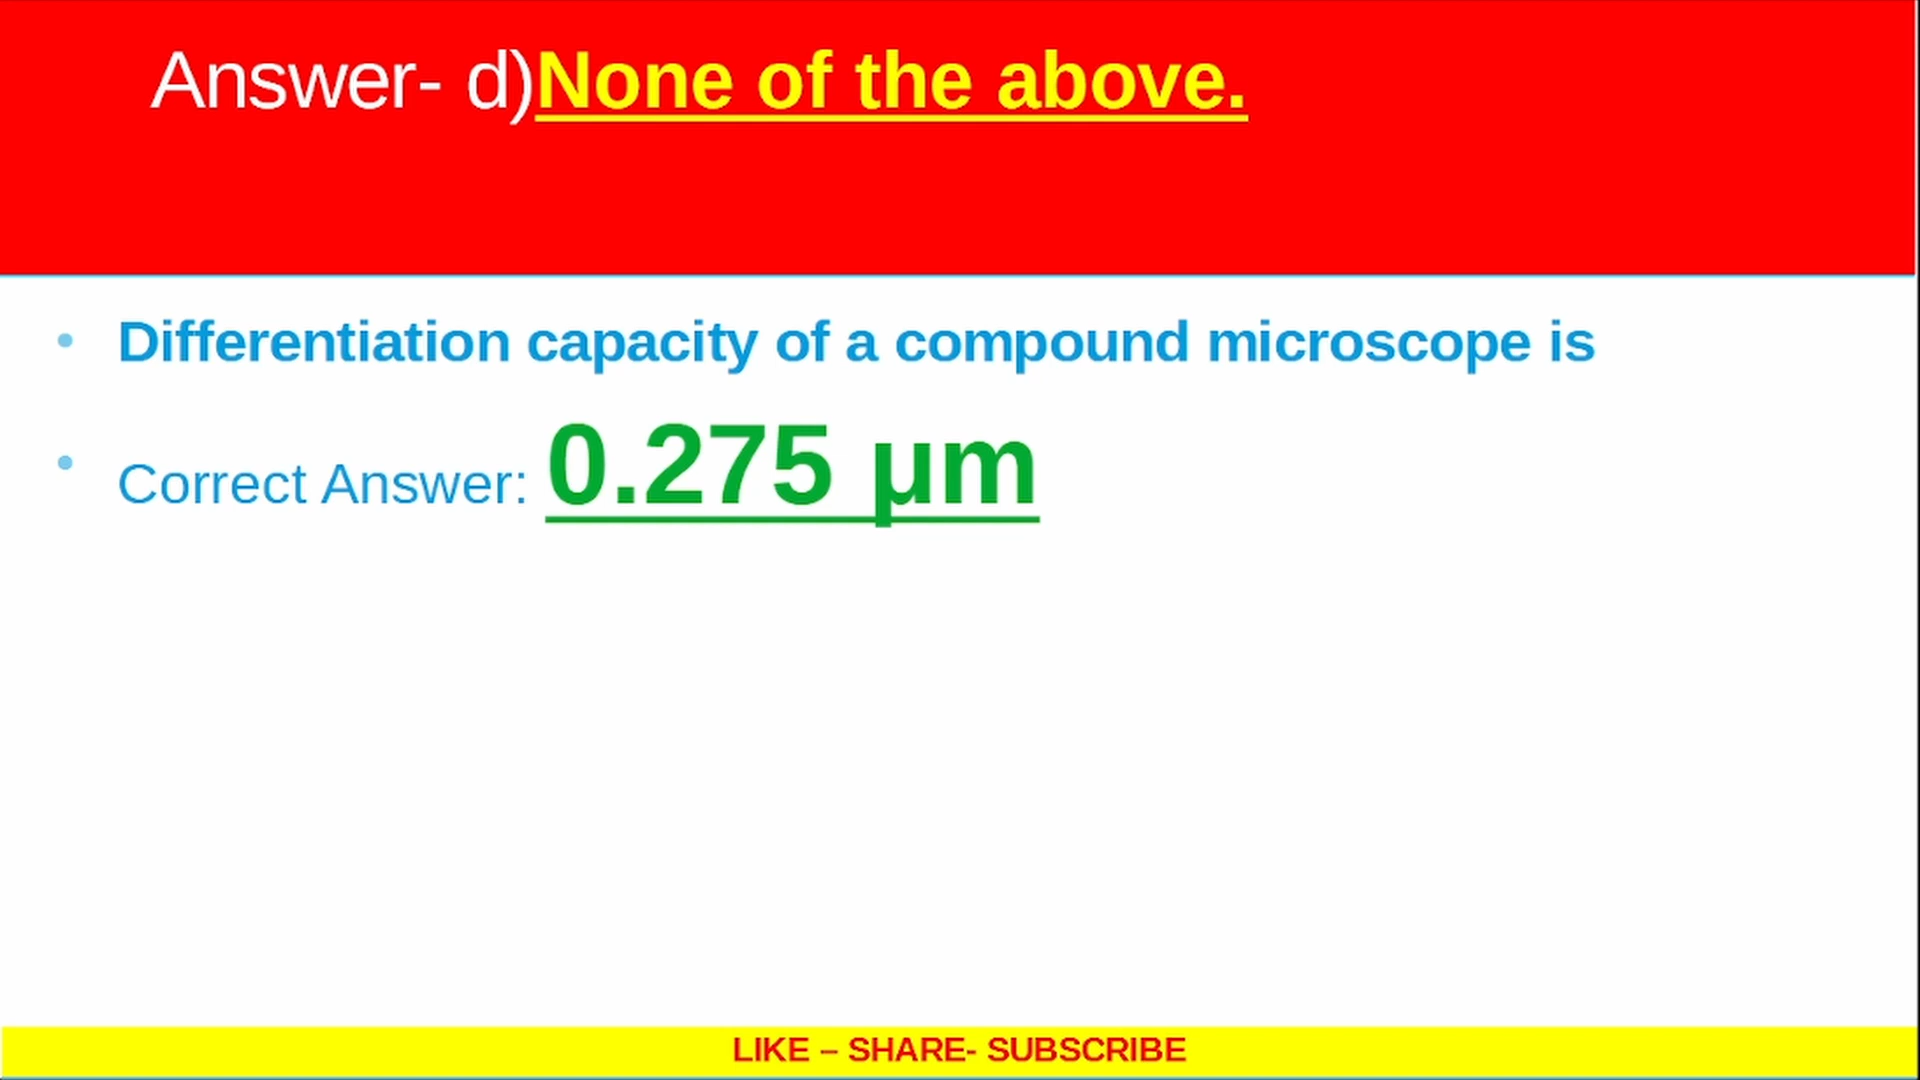 Answer- d)None of the above.
• Differentiation capacity of a compound microscope is
• Correct Answer: 0.275 µm
LIKE – SHARE- SUBSCRIBE